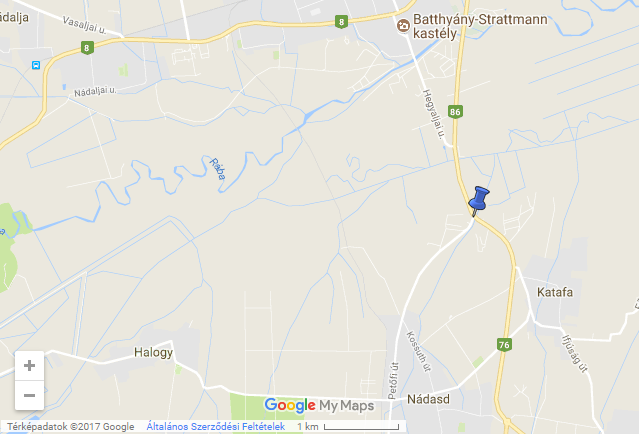 ádalja
Vasaljai u.
8
8
Batthyány-Strattmann
kastély
Nádaljai u.
Hegyaljai u.
86
Rába
Katafa
Ifjúság út
76
Kossuth út
Halogy
Petőfi út
Nádasd
+
−
Google My Maps
Térképadatok ©2017 Google Általános Szerződési Feltételek 1 km